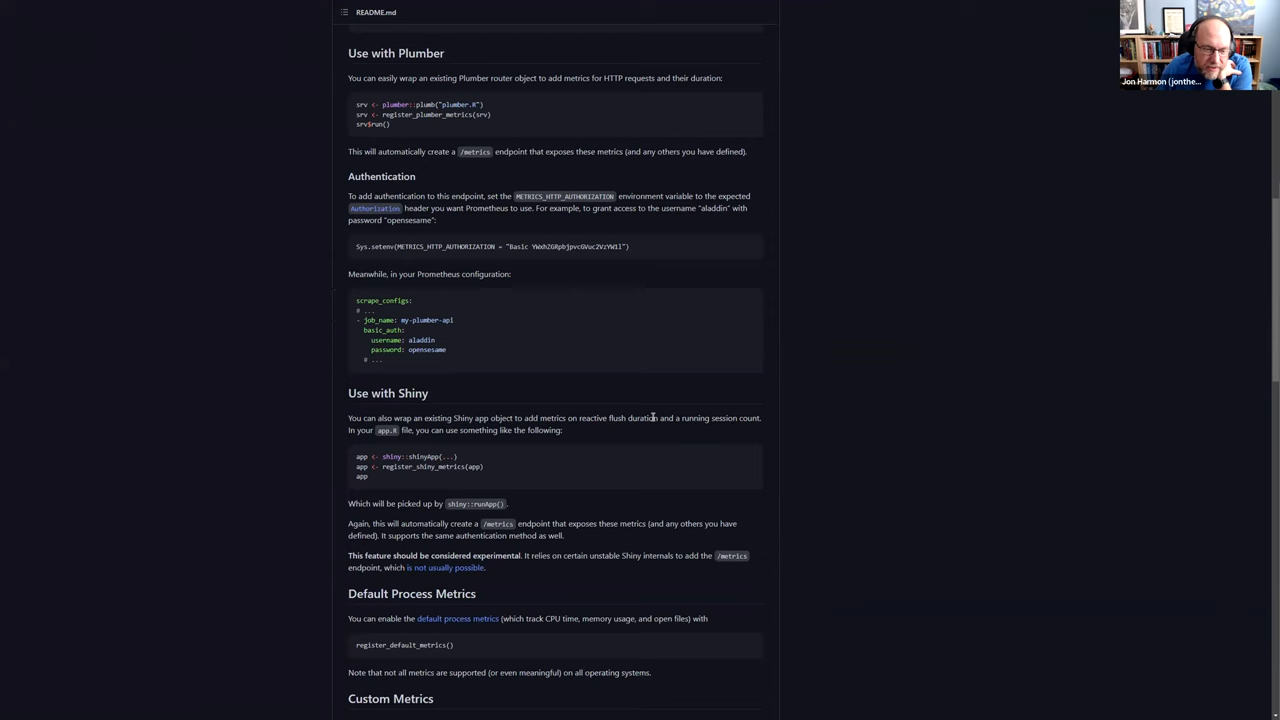 README.md
Use with Plumber
You can easily wrap an existing Plumber router object to add metrics for HTTP requests and their duration:
srv <- plumber::plumb("plumber.R")
srv <- register_plumber_metrics(srv)
srv$run()
This will automatically create a /metrics endpoint that exposes these metrics (and any others you have defined).
Authentication
To add authentication to this endpoint, set the METRICS_HTTP_AUTHORIZATION environment variable to the expected
Authorization header you want Prometheus to use. For example, to grant access to the username "aladdin" with
password "opensesame":
Sys.setenv(METRICS_HTTP_AUTHORIZATION = "Basic YWxhZGRpbjpvcGVuc2VzYW1l")
Meanwhile, in your Prometheus configuration:
scrape_configs:
# ...
- job_name: my-plumber-api
basic_auth:
username: aladdin
password: opensesame
# ...
Use with Shiny
You can also wrap an existing Shiny app object to add metrics on reactive flush duration and a running session count.
In your app.R file, you can use something like the following:
app <- shiny::shinyApp(...)
app <- register_shiny_metrics(app)
app
Which will be picked up by shiny::runApp().
Again, this will automatically create a /metrics endpoint that exposes these metrics (and any others you have
defined). It supports the same authentication method as well.
This feature should be considered experimental. It relies on certain unstable Shiny internals to add the /metrics
endpoint, which is not usually possible.
Default Process Metrics
You can enable the default process metrics (which track CPU time, memory usage, and open files) with
register_default_metrics()
Note that not all metrics are supported (or even meaningful) on all operating systems.
Custom Metrics
Jon Harmon (jonthe...